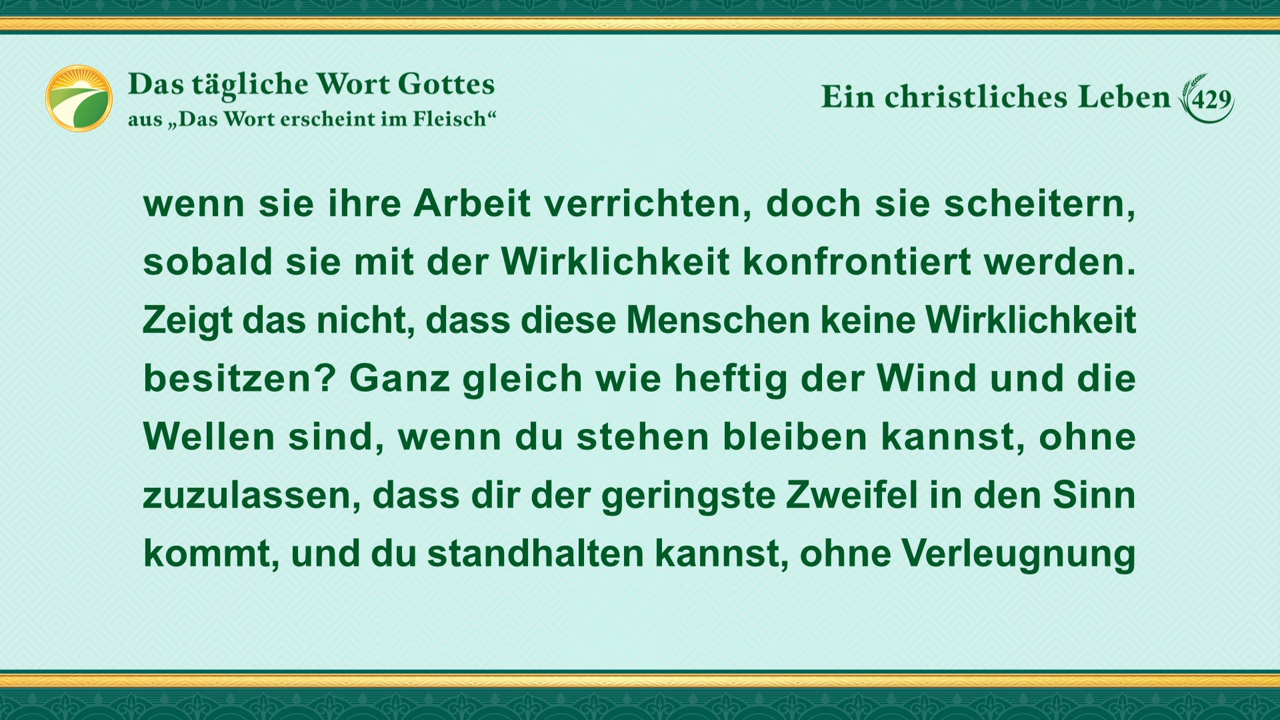 Das tägliche Wort Gottes
aus „Das Wort erscheint im Fleisch“
Ein christliches Leben 429
wenn sie ihre Arbeit verrichten, doch sie scheitern,
sobald sie mit der Wirklichkeit konfrontiert werden.
Zeigt das nicht, dass diese Menschen keine Wirklichkeit
besitzen? Ganz gleich wie heftig der Wind und die
Wellen sind, wenn du stehen bleiben kannst, ohne
zuzulassen, dass dir der geringste Zweifel in den Sinn
kommt, und du standhalten kannst, ohne Verleugnung